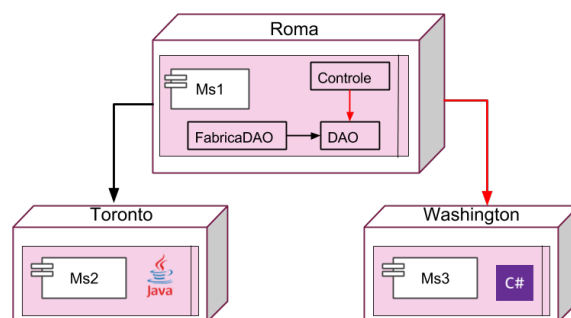 Roma
Ms1
Controle
FabricaDAO
DAO
Toronto
Ms2
Java
Washington
Ms3
C#